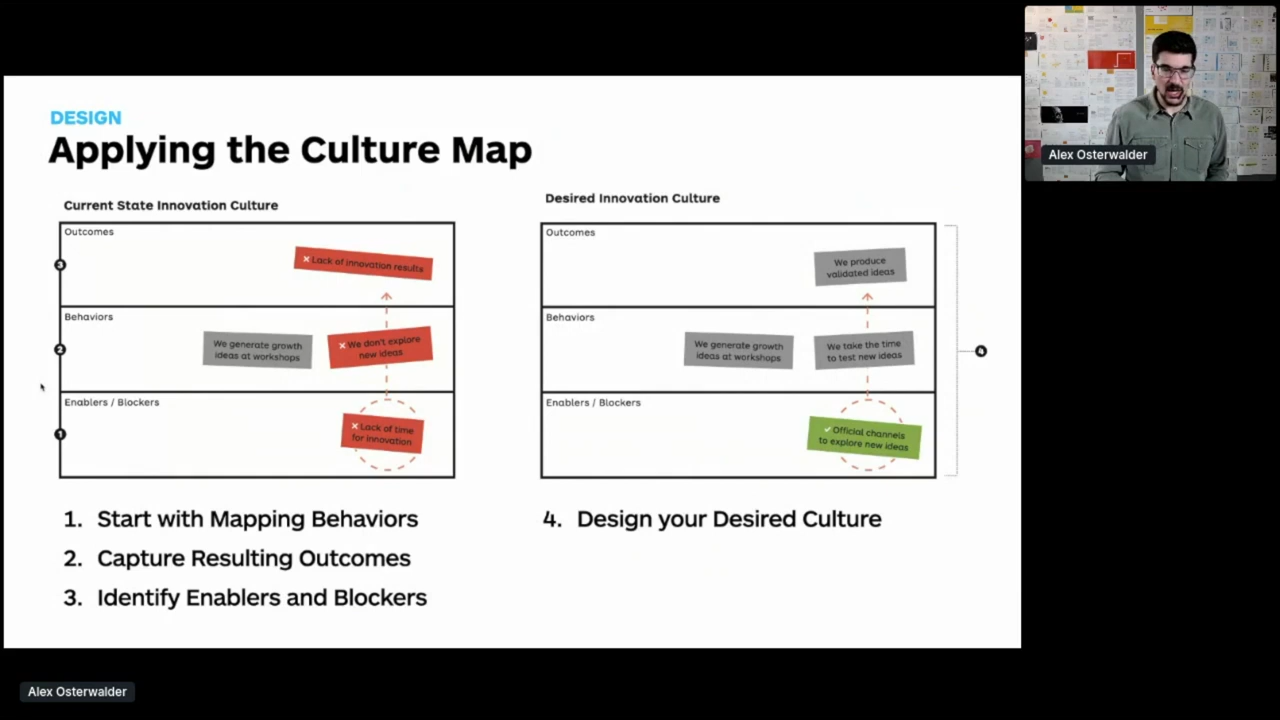 DESIGN
Applying the Culture Map
Current State Innovation Culture
Outcomes
3
✕ Lack of innovation results
Behaviors
2
We generate growth
ideas at workshops
✕ We don't explore
new ideas
Enablers / Blockers
1
✕ Lack of time
for innovation
Desired Innovation Culture
Outcomes
We produce
validated ideas
Behaviors
We generate growth
ideas at workshops
We take the time
to test new ideas
4
Enablers / Blockers
✓ Official channels
to explore new ideas
1. Start with Mapping Behaviors
2. Capture Resulting Outcomes
3. Identify Enablers and Blockers
4. Design your Desired Culture
Alex Osterwalder
Alex Osterwalder